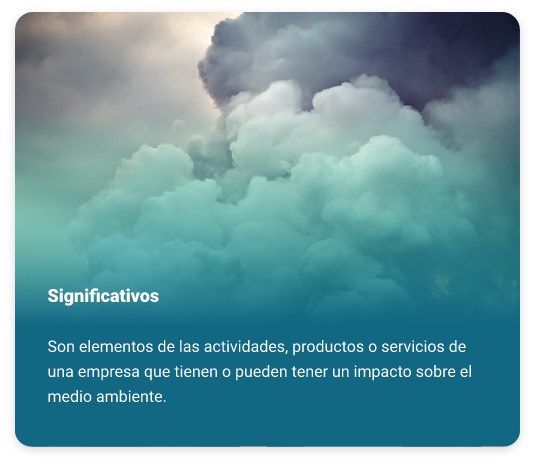 Significativos
Son elementos de las actividades, productos o servicios de
una empresa que tienen o pueden tener un impacto sobre el
medio ambiente.